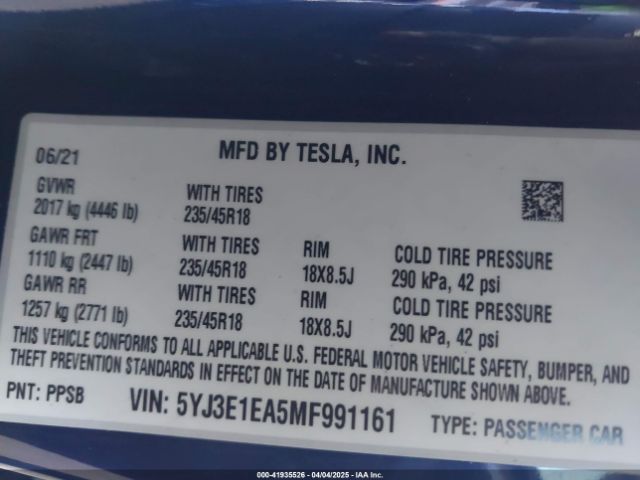 06/21 MFD BY TESLA, INC.
GVWR
2017 kg (4446 lb)
WITH TIRES
235/45R18
GAWR FRT
1110 kg (2447 lb)
WITH TIRES
235/45R18
RIM
18X8.5J
COLD TIRE PRESSURE
290 kPa, 42 psi
GAWR RR
1257 kg (2771 lb)
WITH TIRES
235/45R18
RIM
18X8.5J
COLD TIRE PRESSURE
290 kPa, 42 psi
THIS VEHICLE CONFORMS TO ALL APPLICABLE U.S. FEDERAL MOTOR VEHICLE SAFETY, BUMPER, AND
THEFT PREVENTION STANDARDS IN EFFECT ON THE DATE OF MANUFACTURE SHOWN ABOVE.
PNT: PPSB VIN: 5YJ3E1EA5MF991161 TYPE: PASSENGER CAR
000-41935526 - 04/04/2025 - IAA Inc.